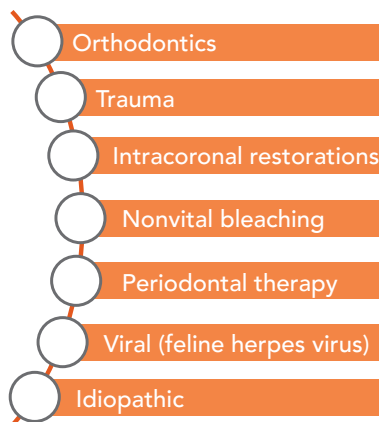 Orthodontics
Trauma
Intracoronal restorations
Nonvital bleaching
Periodontal therapy
Viral (feline herpes virus)
Idiopathic